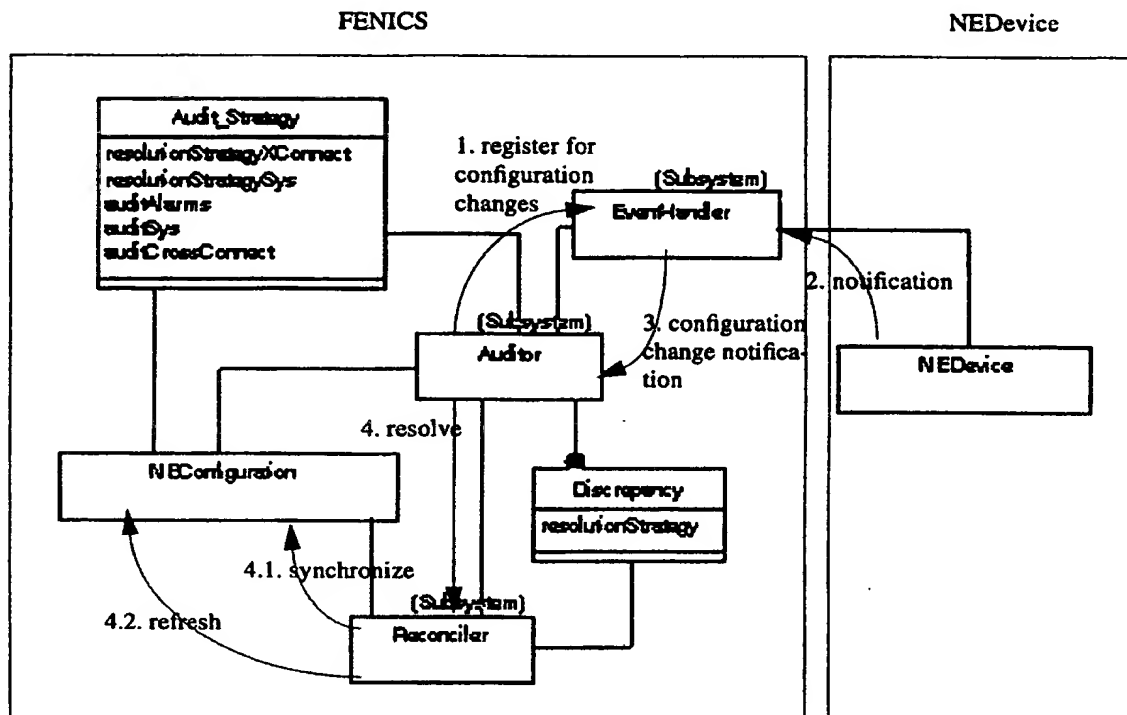 FENICS
NEDevice
Audit_Strategy
resolutionStrategyXConnect
resolutionStrategySys
auditAlarms
auditSys
auditCrossConnect
1. register for
configuration
changes
(Subsystem)
EventHandler
2. notification
(Subsystem)
Auditor
3. configuration
change notifica-
tion
NEDevice
4. resolve
NEConfiguration
Discrepency
resolutionStrategy
4.1. synchronize
4.2. refresh
(Subsystem)
Reconciler